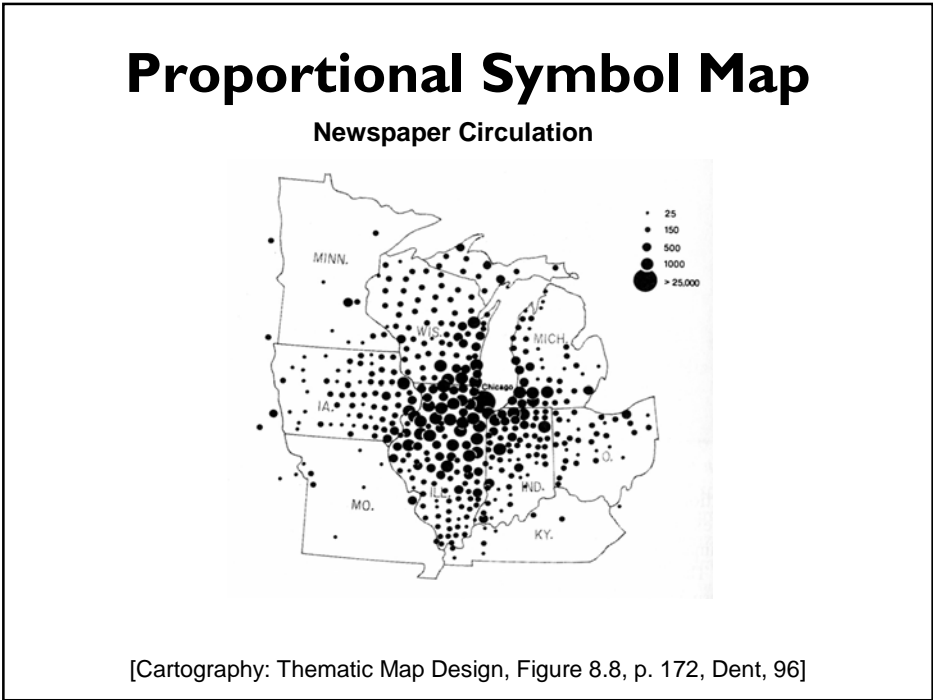 Proportional Symbol Map
Newspaper Circulation
25
150
500
1000
> 25,000
MINN.
WIS.
MICH.
Chicago
IA.
O.
ILL.
IND.
MO.
KY.
[Cartography: Thematic Map Design, Figure 8.8, p. 172, Dent, 96]